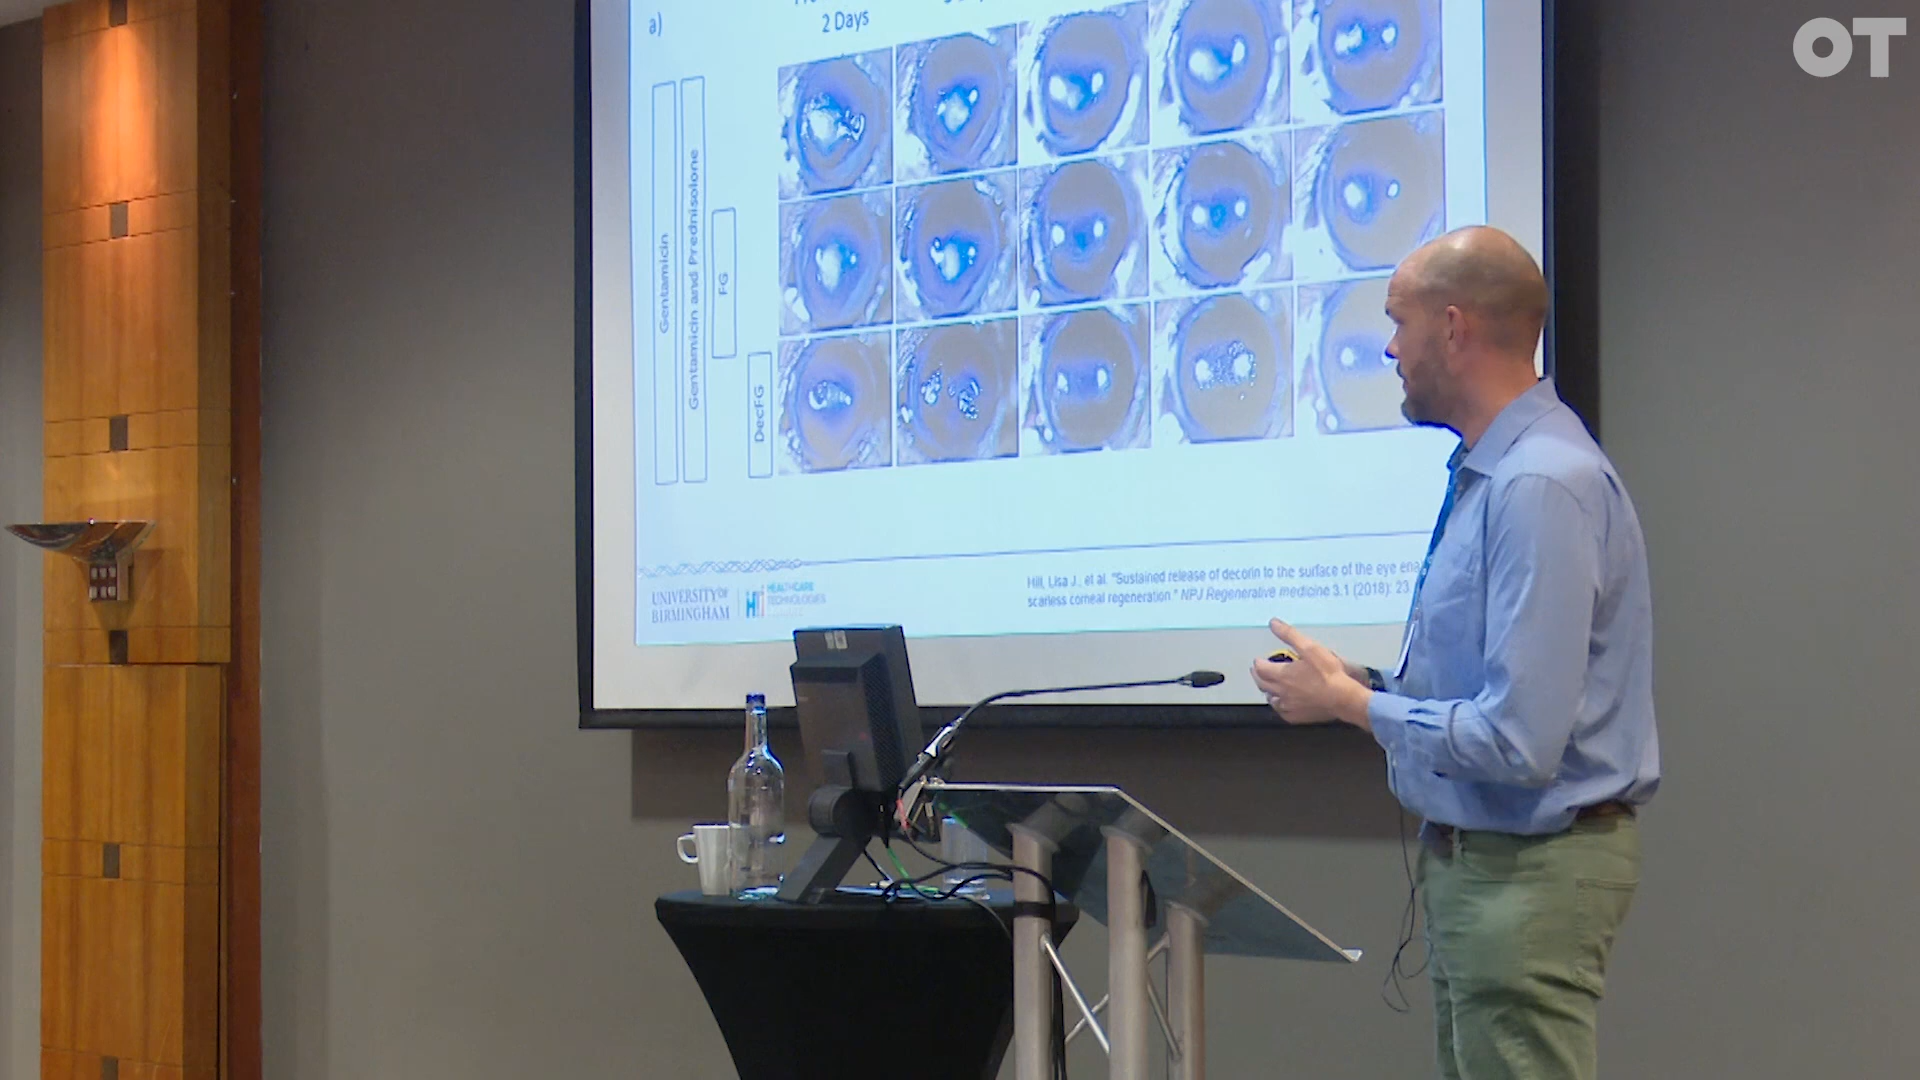 OT
a)
2 Days
Gentamicin
Gentamicin and Prednisolone
FG
DecFG
UNIVERSITY OF
BIRMINGHAM
HEALTHCARE
TECHNOLOGIES
Hill, Lisa J., et al. "Sustained release of decorin to the surface of the eye ena
scarless corneal regeneration." NPJ Regenerative medicine 3.1 (2018): 23